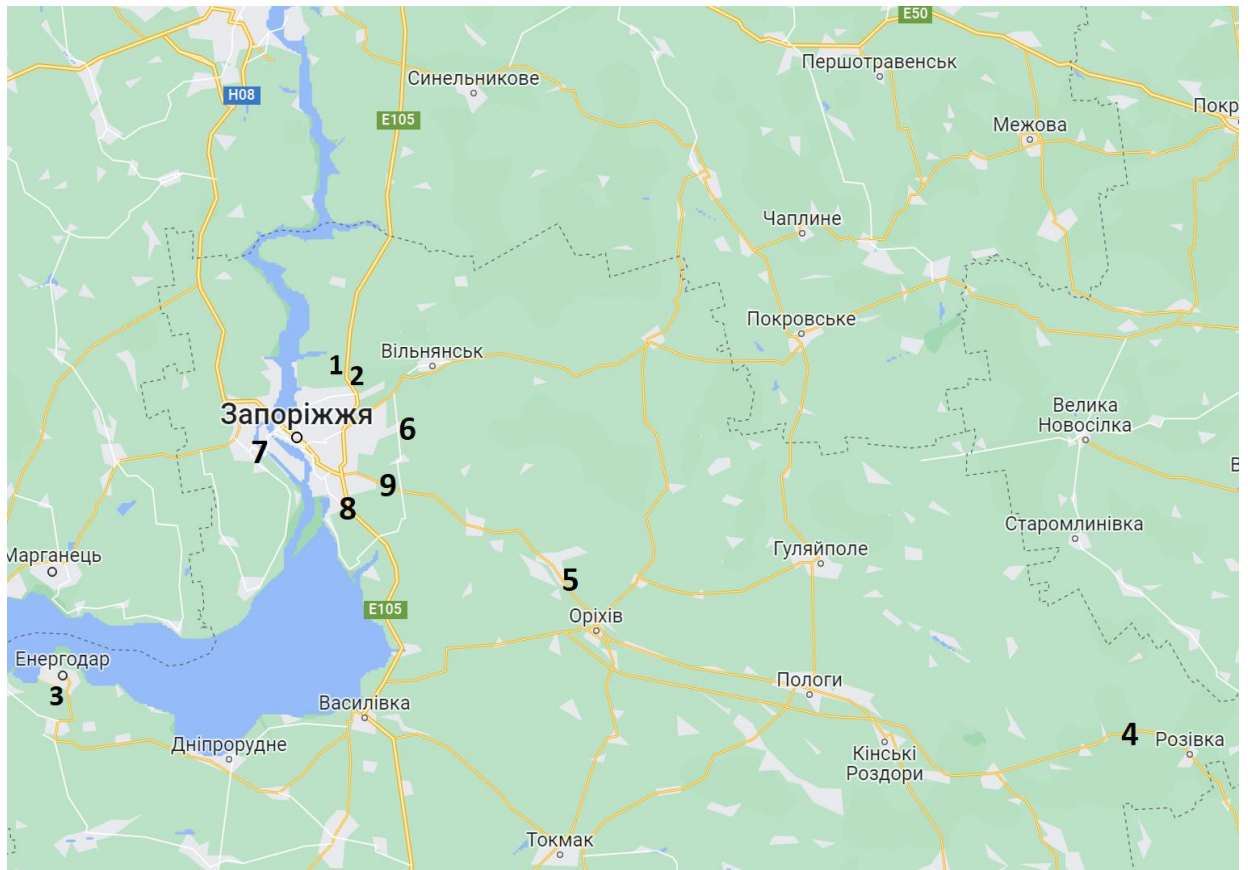 E50
Першотравенськ
Синельникове
H08
Покр
E105
Межова
Чаплине
Покровське
Вільнянськ
1
2
Запоріжжя
Велика
Новосілка
6
7
В
9
8
Старомлинівка
Гуляйполе
Марганець
5
E105
Оріхів
Енергодар
3
Пологи
Василівка
4
Розівка
Дніпрорудне
Кінські
Роздори
Токмак